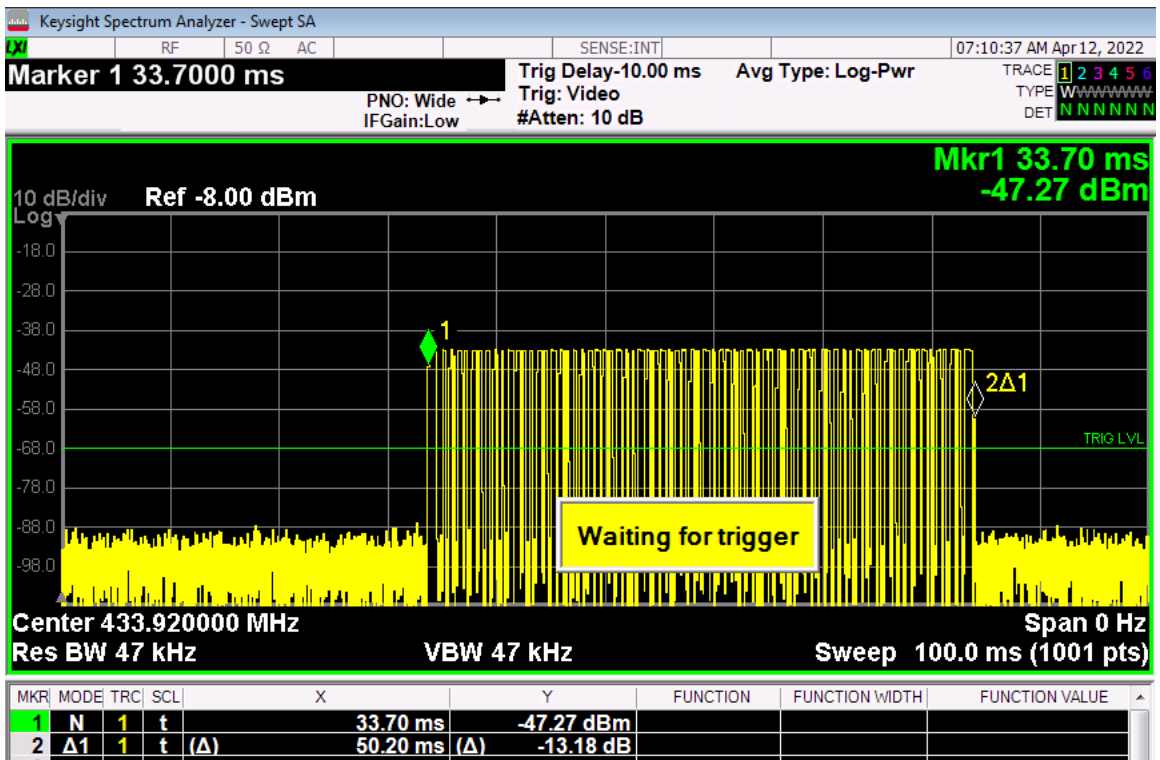 Keysight Spectrum Analyzer - Swept SA
LXI RF 50 Ω AC SENSE:INT 07:10:37 AM Apr 12, 2022
Marker 1 33.7000 ms
PNO: Wide
IFGain:Low
Trig Delay-10.00 ms
Trig: Video
#Atten: 10 dB
Avg Type: Log-Pwr
TRACE 1 2 3 4 5 6
TYPE WWWWWW
DET N N N N N N
Mkr1 33.70 ms
-47.27 dBm
10 dB/div Ref -8.00 dBm
Log
-18.0
-28.0
-38.0
1
-48.0
2Δ1
-58.0
TRIG LVL
-68.0
-78.0
-88.0
Waiting for trigger
-98.0
Center 433.920000 MHz Span 0 Hz
Res BW 47 kHz VBW 47 kHz Sweep 100.0 ms (1001 pts)
MKR MODE TRC SCL X Y FUNCTION FUNCTION WIDTH FUNCTION VALUE
1 N 1 t 33.70 ms -47.27 dBm
2 Δ1 1 t (Δ) 50.20 ms (Δ) -13.18 dB